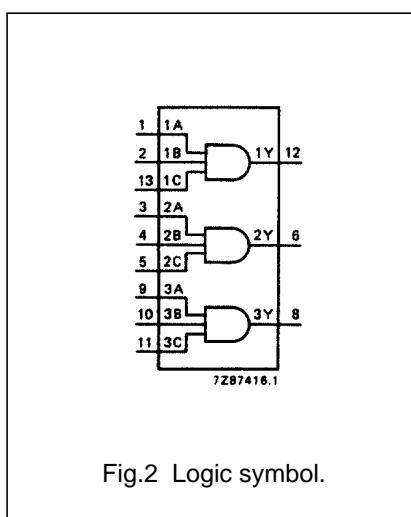 1 1A
2 1B 1Y 12
13 1C
3 2A
4 2B 2Y 6
5 2C
9 3A
10 3B 3Y 8
11 3C
7Z87416.1
Fig.2 Logic symbol.